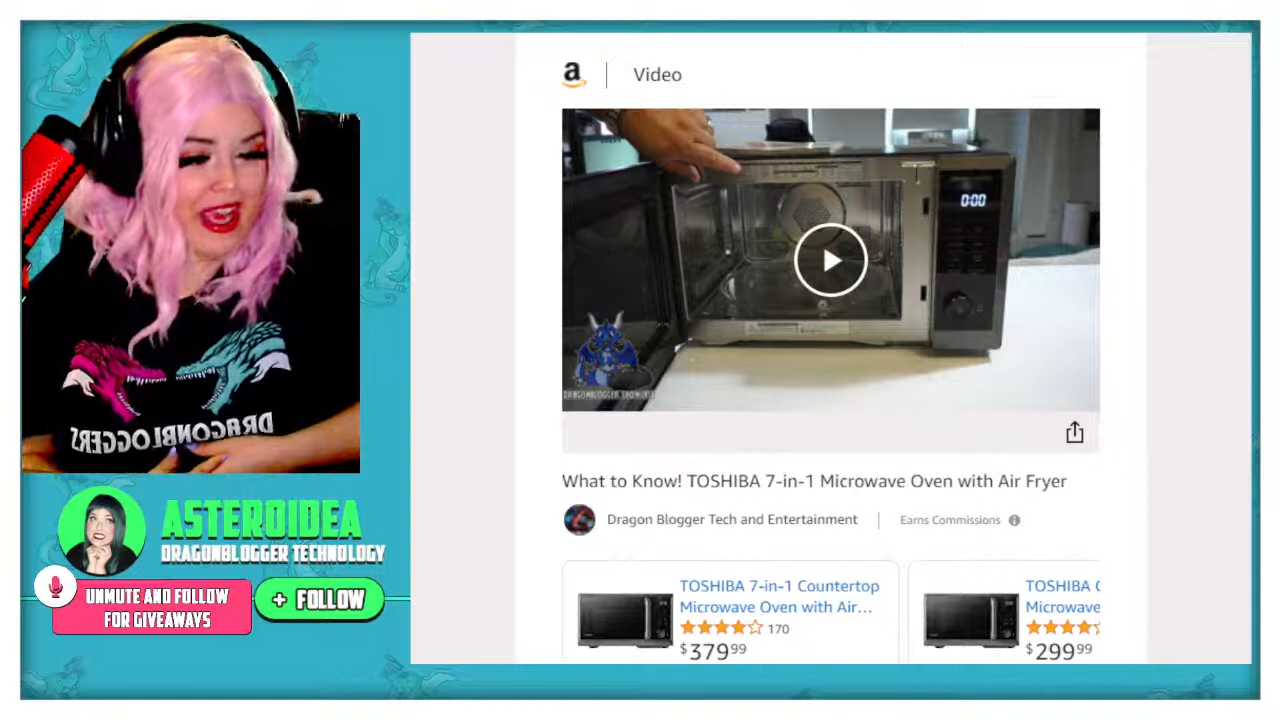 DRAGONBLOGGERS
ASTEROIDEA
DRAGONBLOGGER TECHNOLOGY
UNMUTE AND FOLLOW
FOR GIVEAWAYS
+ FOLLOW
a
Video
0:00
DRAGONBLOGGER SHOWCASE
What to Know! TOSHIBA 7-in-1 Microwave Oven with Air Fryer
Dragon Blogger Tech and Entertainment
Earns Commissions
TOSHIBA 7-in-1 Countertop
Microwave Oven with Air…
170
$379.99
TOSHIBA
Microwave
$299.99